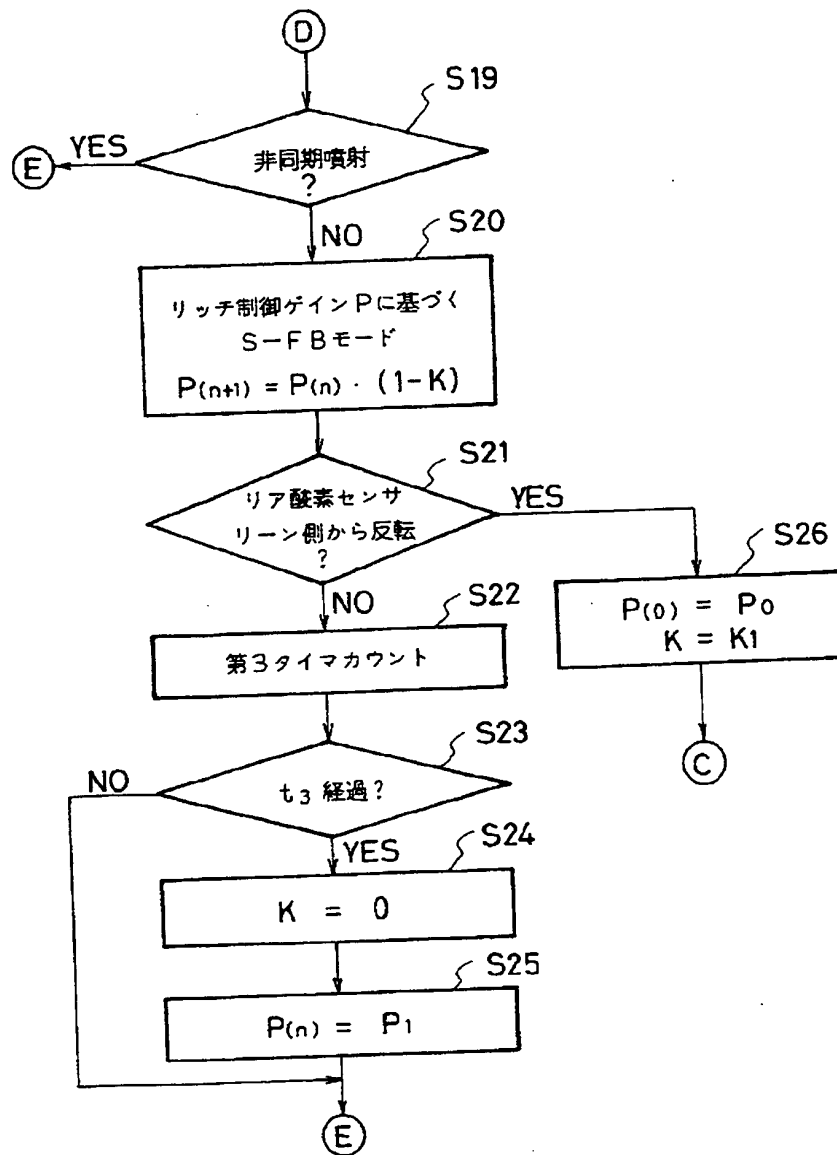 D
S19
非同期噴射
?
YES
E
NO
S20
リッチ制御ゲインPに基づく
S-FBモード
P(n+1) = P(n)・(1-K)
S21
リア酸素センサ
リーン側から反転
?
YES
S26
P(0) = P0
K = K1
C
NO
S22
第3タイマカウント
S23
t3 経過?
NO
YES
S24
K = 0
S25
P(n) = P1
E